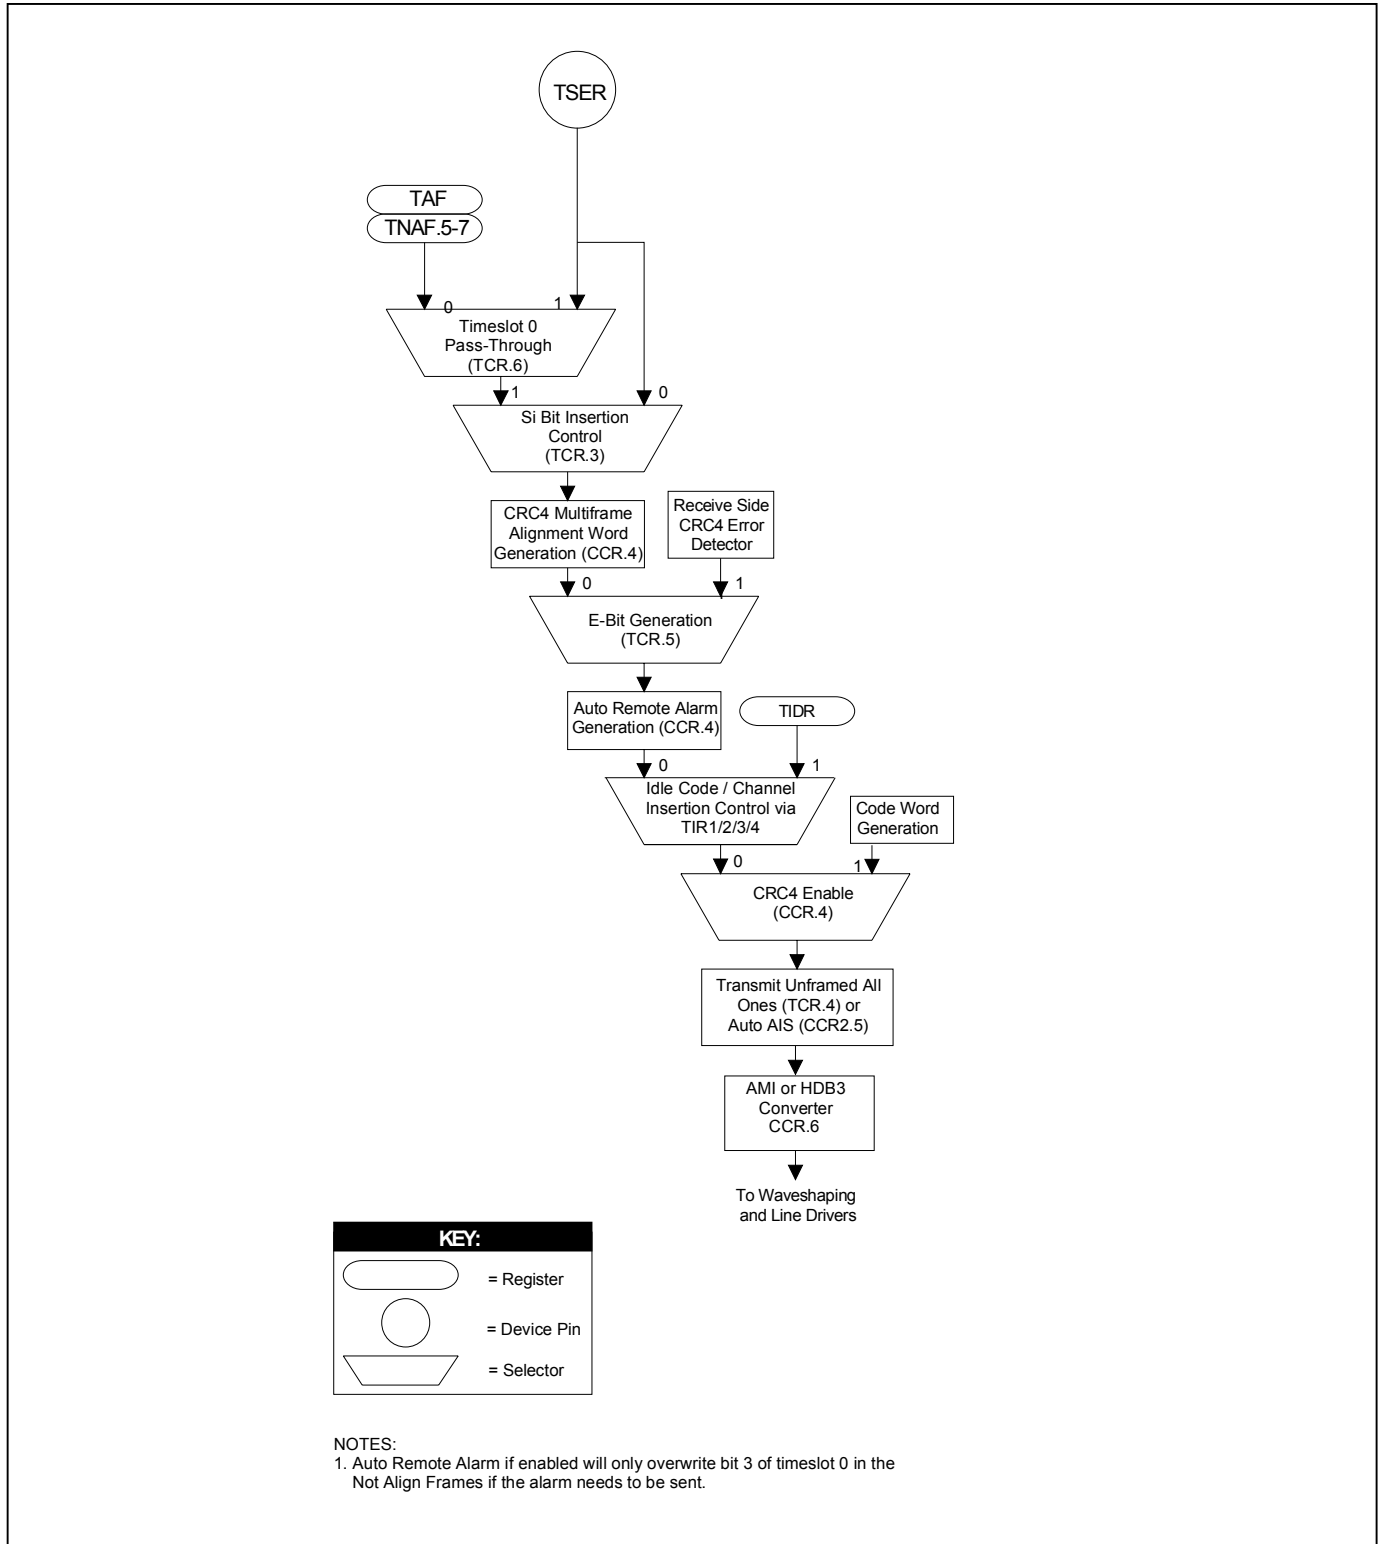 TSER
TAF
TNAF.5-7
0
1
Timeslot 0
Pass-Through
(TCR.6)
1
0
Si Bit Insertion
Control
(TCR.3)
CRC4 Multiframe
Alignment Word
Generation (CCR.4)
Receive Side
CRC4 Error
Detector
0
1
E-Bit Generation
(TCR.5)
Auto Remote Alarm
Generation (CCR.4)
TIDR
0
1
Idle Code / Channel
Insertion Control via
TIR1/2/3/4
Code Word
Generation
0
1
CRC4 Enable
(CCR.4)
Transmit Unframed All
Ones (TCR.4) or
Auto AIS (CCR2.5)
AMI or HDB3
Converter
CCR.6
To Waveshaping
and Line Drivers
KEY:
= Register
= Device Pin
= Selector
NOTES:
1. Auto Remote Alarm if enabled will only overwrite bit 3 of timeslot 0 in the
Not Align Frames if the alarm needs to be sent.